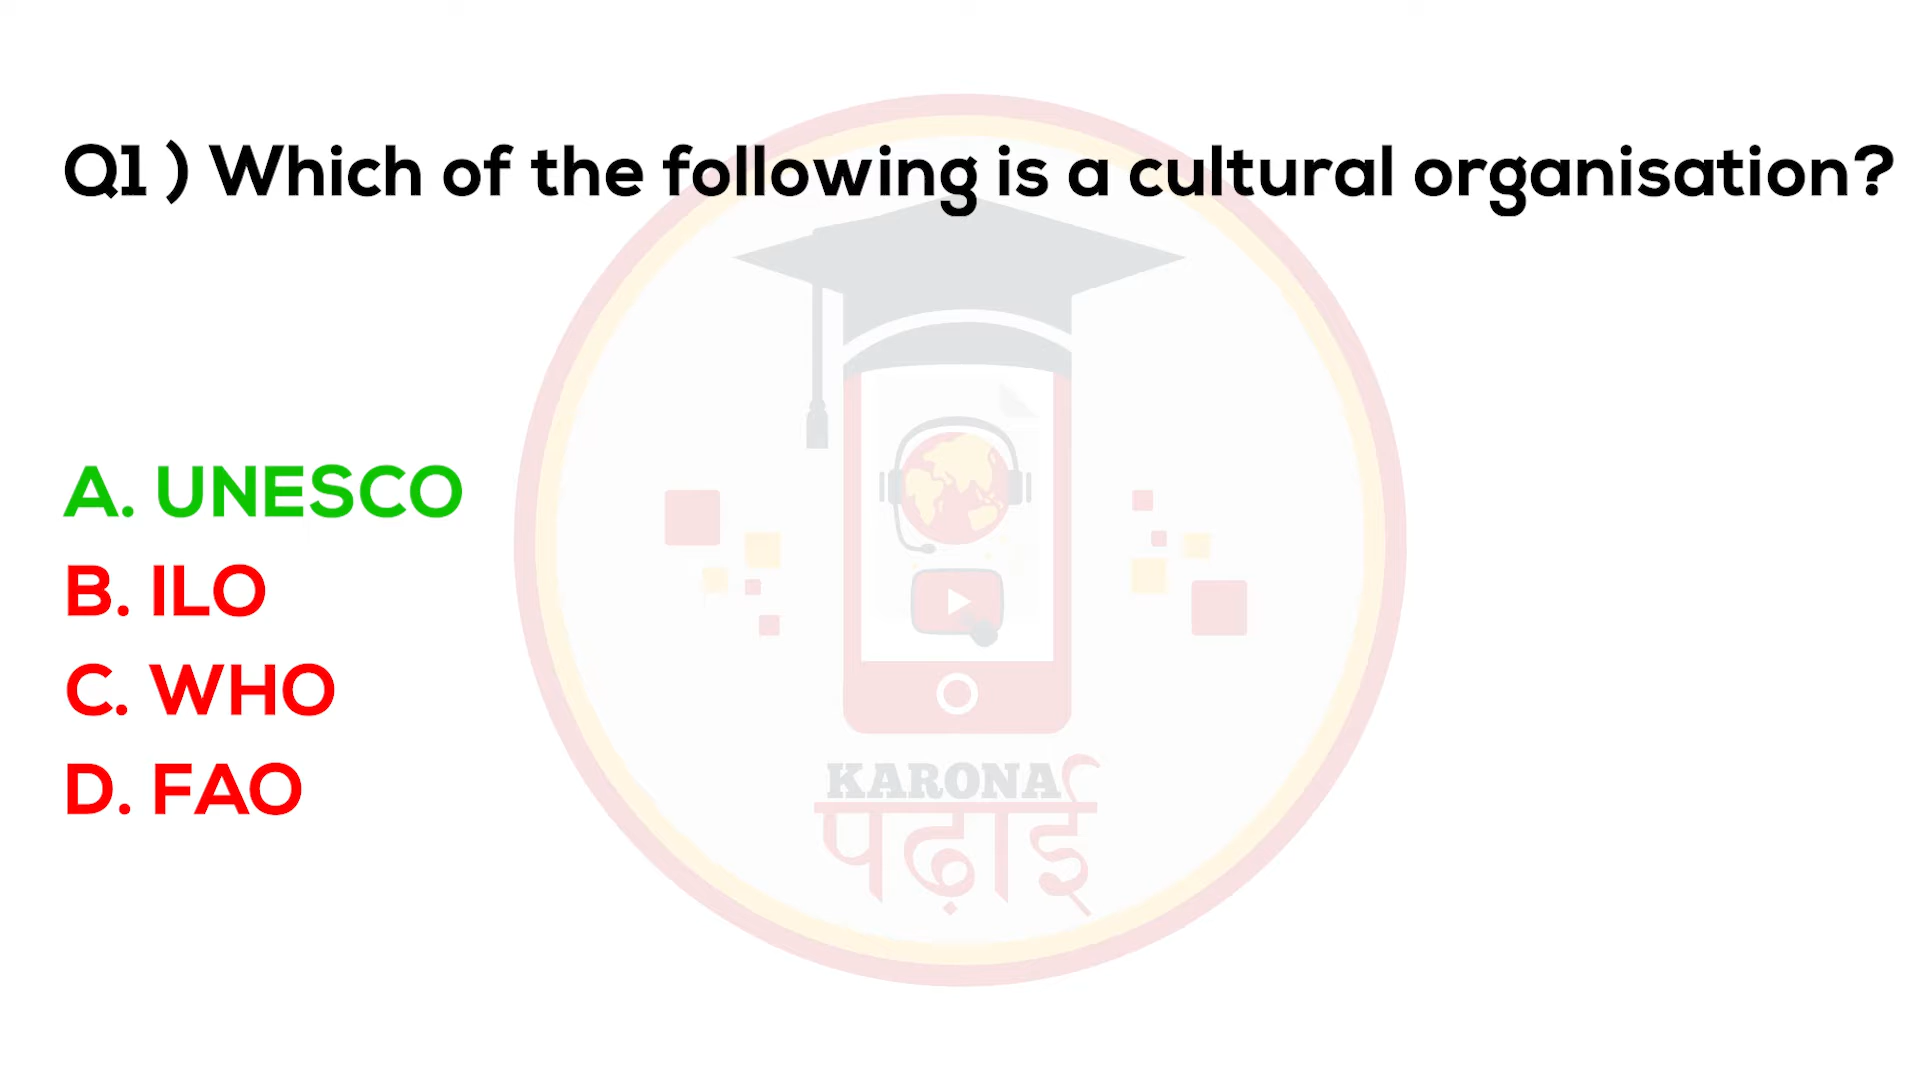 Q1 ) Which of the following is a cultural organisation?
A. UNESCO
B. ILO
C. WHO
D. FAO
KARONA
पढ़ाई